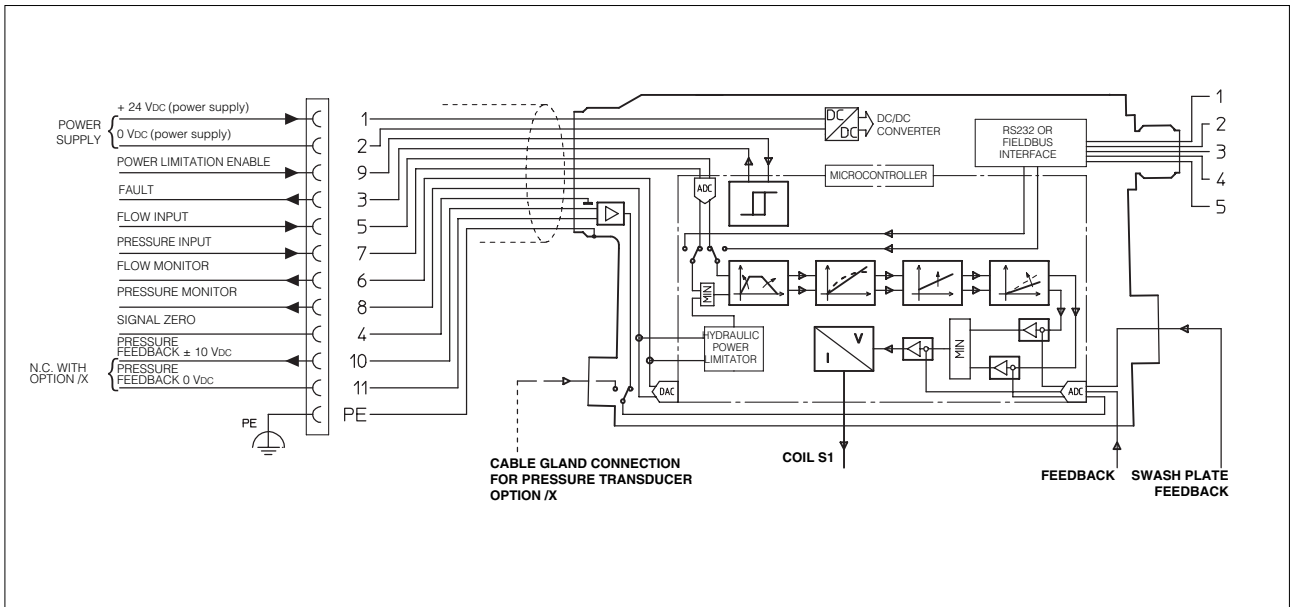 + 24 VDC (power supply)
POWER
SUPPLY
0 VDC (power supply)
POWER LIMITATION ENABLE
FAULT
FLOW INPUT
PRESSURE INPUT
FLOW MONITOR
PRESSURE MONITOR
SIGNAL ZERO
PRESSURE
FEEDBACK ± 10 VDC
N.C. WITH
OPTION /X
PRESSURE
FEEDBACK 0 VDC
PE
1
2
9
3
5
7
6
8
4
10
11
PE
DC
DC
DC/DC
CONVERTER
RS232 OR
FIELDBUS
INTERFACE
1
2
3
4
5
MICROCONTROLLER
ADC
MIN
HYDRAULIC
POWER
LIMITATOR
V
I
MIN
DAC
ADC
CABLE GLAND CONNECTION
FOR PRESSURE TRANSDUCER
OPTION /X
COIL S1
FEEDBACK
SWASH PLATE
FEEDBACK